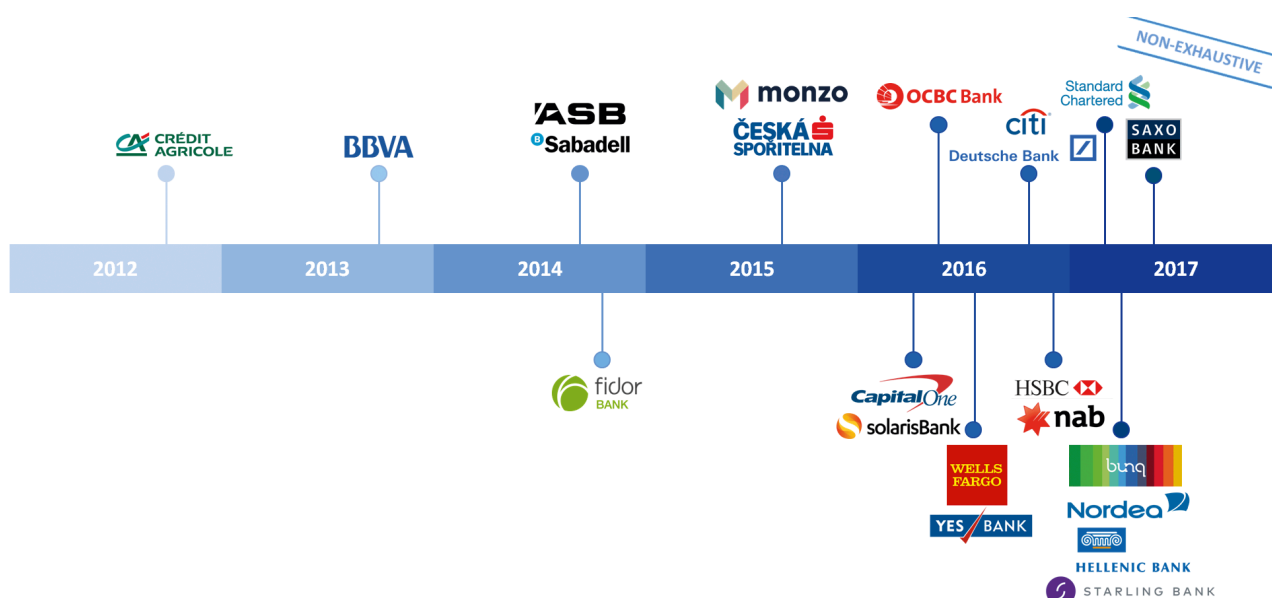 NON-EXHAUSTIVE
CRÉDIT
AGRICOLE
BBVA
ASB
Sabadell
monzo
ČESKÁ
SPOŘITELNA
OCBC Bank
citi
Deutsche Bank
Standard
Chartered
SAXO
BANK
2012
2013
2014
2015
2016
2017
fidor
BANK
CapitalOne
solarisBank
WELLS
FARGO
YES BANK
HSBC
nab
bunq
Nordea
HELLENIC BANK
STARLING BANK